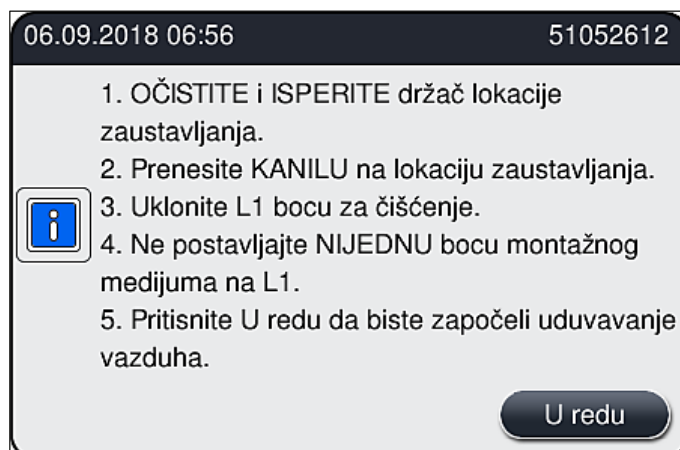 06.09.2018 06:56 51052612
1. OČISTITE i ISPERITE držač lokacije
zaustavljanja.
2. Prenesite KANILU na lokaciju zaustavljanja.
3. Uklonite L1 bocu za čišćenje.
4. Ne postavljajte NIJEDNU bocu montažnog
medijuma na L1.
5. Pritisnite U redu da biste započeli uduvavanje
vazduha.
U redu